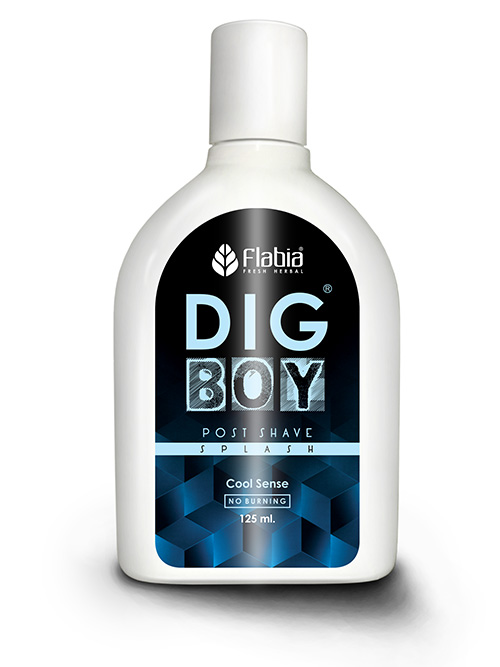 Flabia®
FRESH HERBAL
DIG®
BOY
POST SHAVE
SPLASH
Cool Sense
NO BURNING
125 ml.